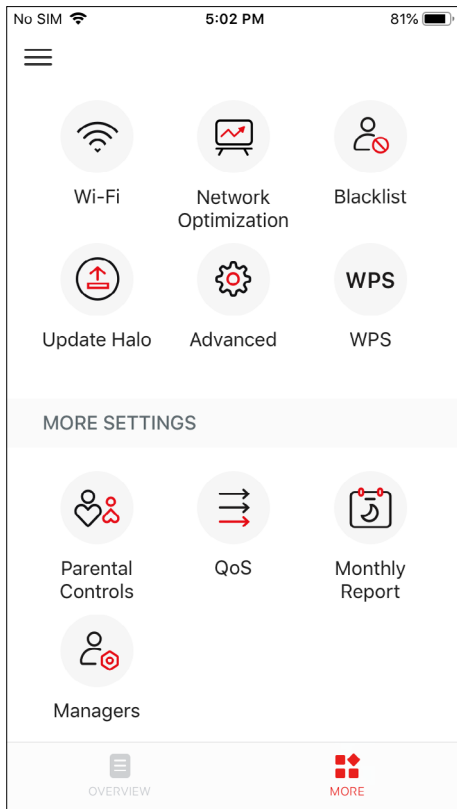 No SIM 5:02 PM 81%
Wi-Fi Network Blacklist
Optimization
WPS
Update Halo Advanced WPS
MORE SETTINGS
Parental QoS Monthly
Controls Report
Managers
OVERVIEW MORE